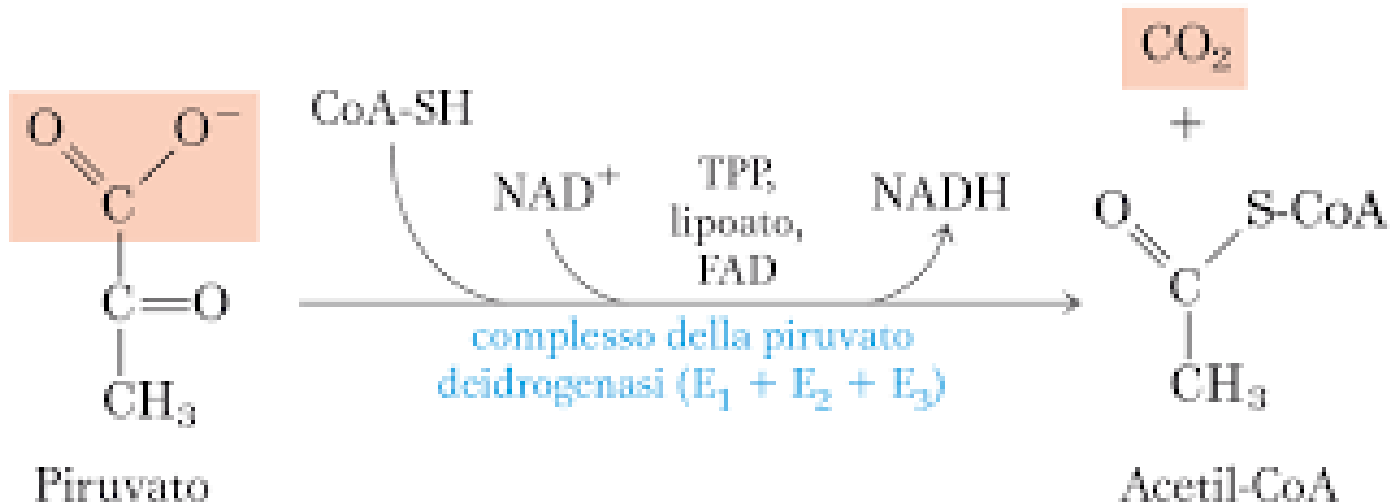 O O⁻
C
C=O
CH₃
Piruvato
CoA-SH
NAD⁺
TPP,
lipoato,
FAD
NADH
complesso della piruvato
deidrogenasi (E₁ + E₂ + E₃)
CO₂
+
O S-CoA
C
CH₃
Acetil-CoA